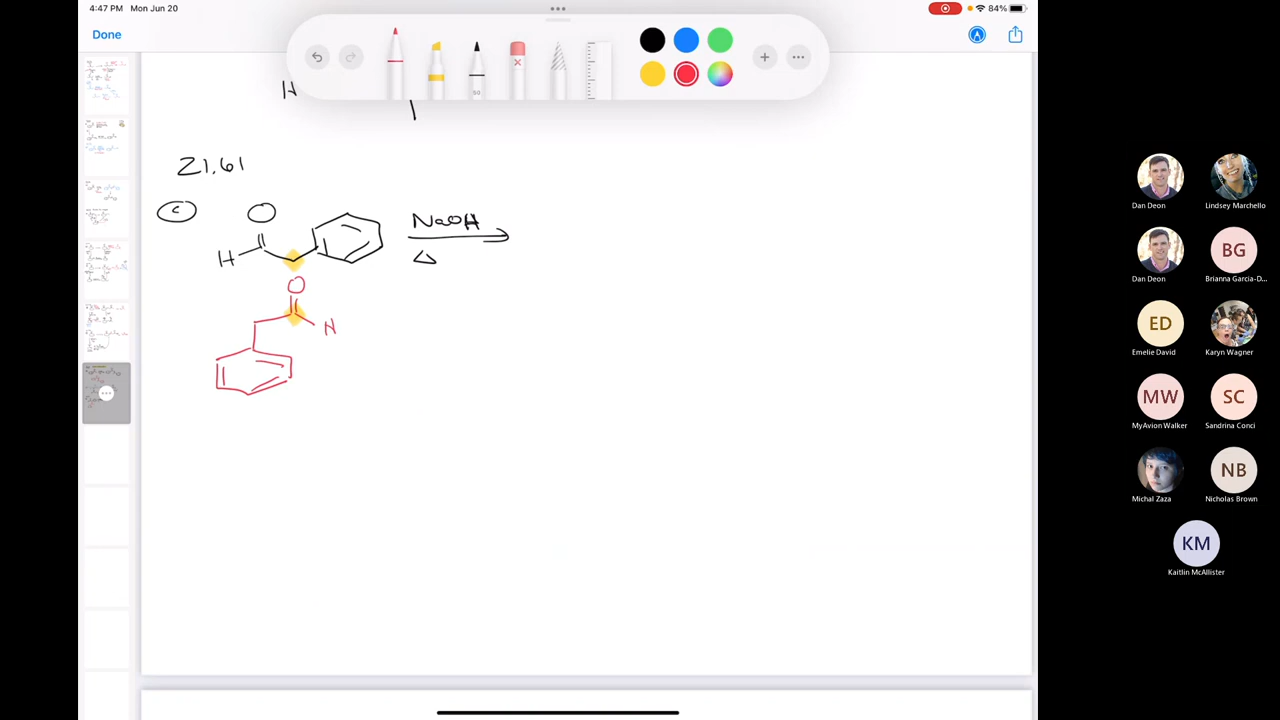 4:47 PM Mon Jun 20
84%
Done
50
H
21.61
c
O
NaOH
H
Δ
O
H
Dan Deon
Lindsey Marchello
Dan Deon
BG
Brianna Garcia-D...
ED
Emelie David
Karyn Wagner
MW
MyAvion Walker
SC
Sandrina Conci
Michal Zaza
NB
Nicholas Brown
KM
Kaitlin McAllister